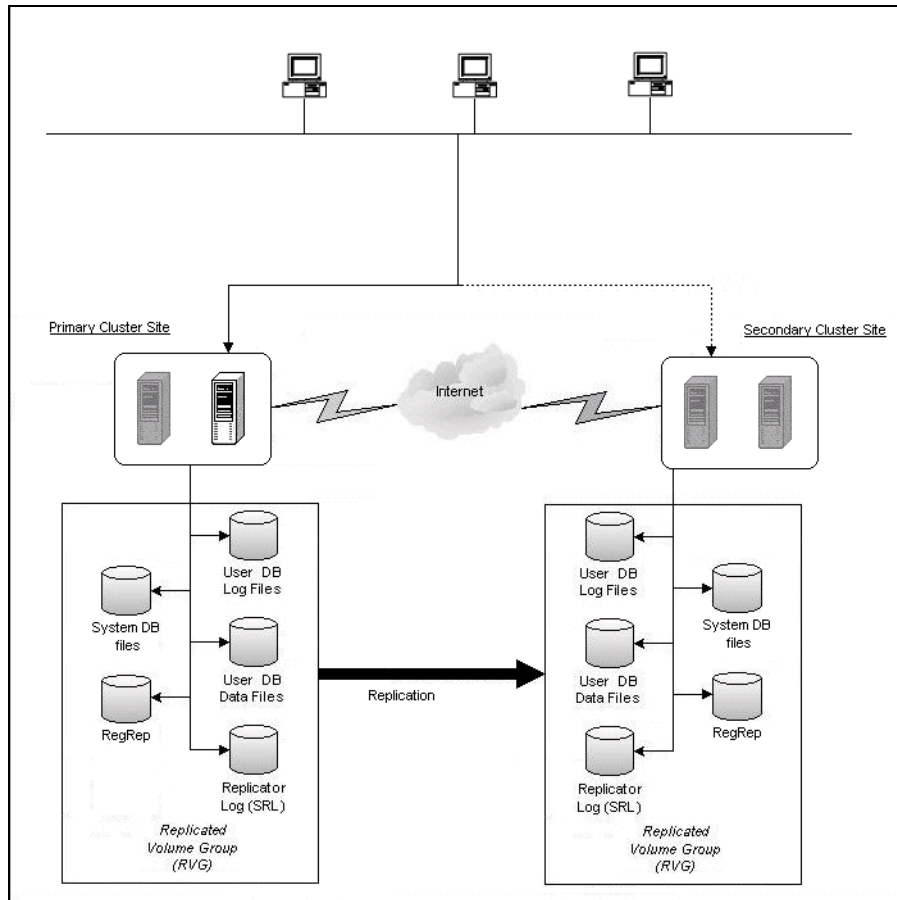 Primary Cluster Site
Secondary Cluster Site
Internet
User DB
Log Files
System DB
files
User DB
Data Files
RegRep
Replicator
Log (SRL)
Replicated
Volume Group
(RVG)
Replication
User DB
Log Files
System DB
files
User DB
Data Files
RegRep
Replicator
Log (SRL)
Replicated
Volume Group
(RVG)